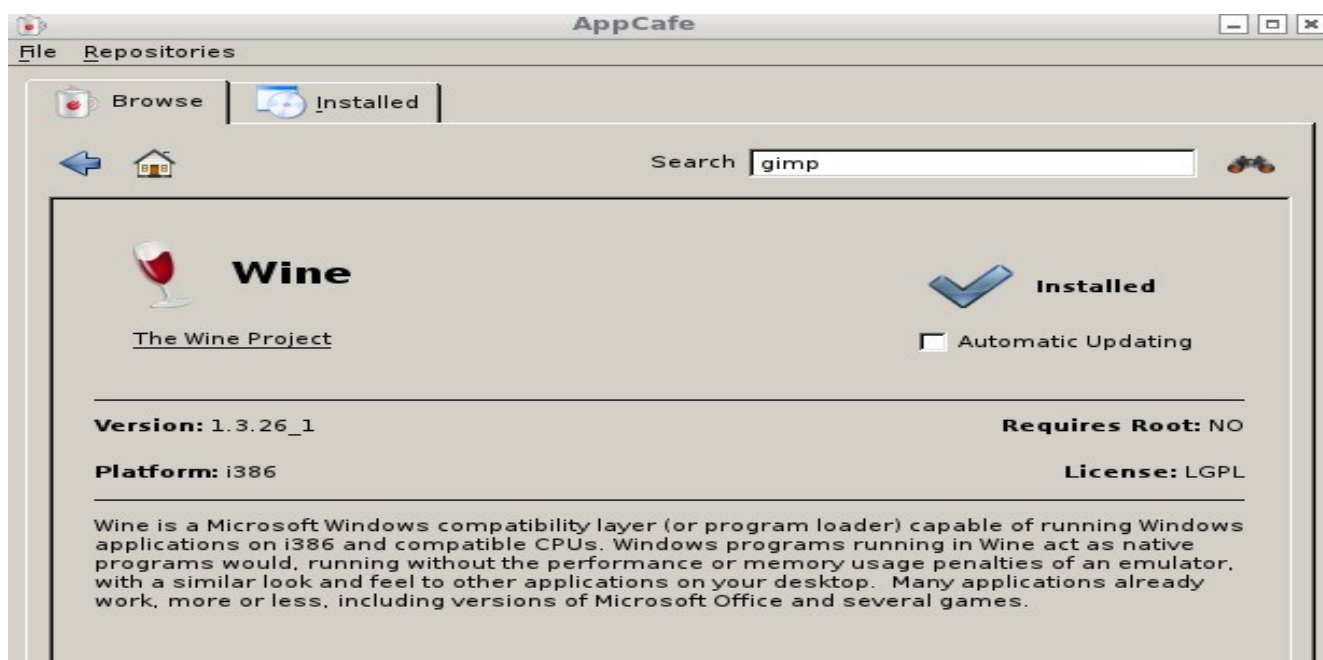 AppCafe
File Repositories
Browse Installed
Search gimp
Wine Installed
The Wine Project Automatic Updating
Version: 1.3.26_1 Requires Root: NO
Platform: i386 License: LGPL
Wine is a Microsoft Windows compatibility layer (or program loader) capable of running Windows
applications on i386 and compatible CPUs. Windows programs running in Wine act as native
programs would, running without the performance or memory usage penalties of an emulator,
with a similar look and feel to other applications on your desktop.  Many applications already
work, more or less, including versions of Microsoft Office and several games.